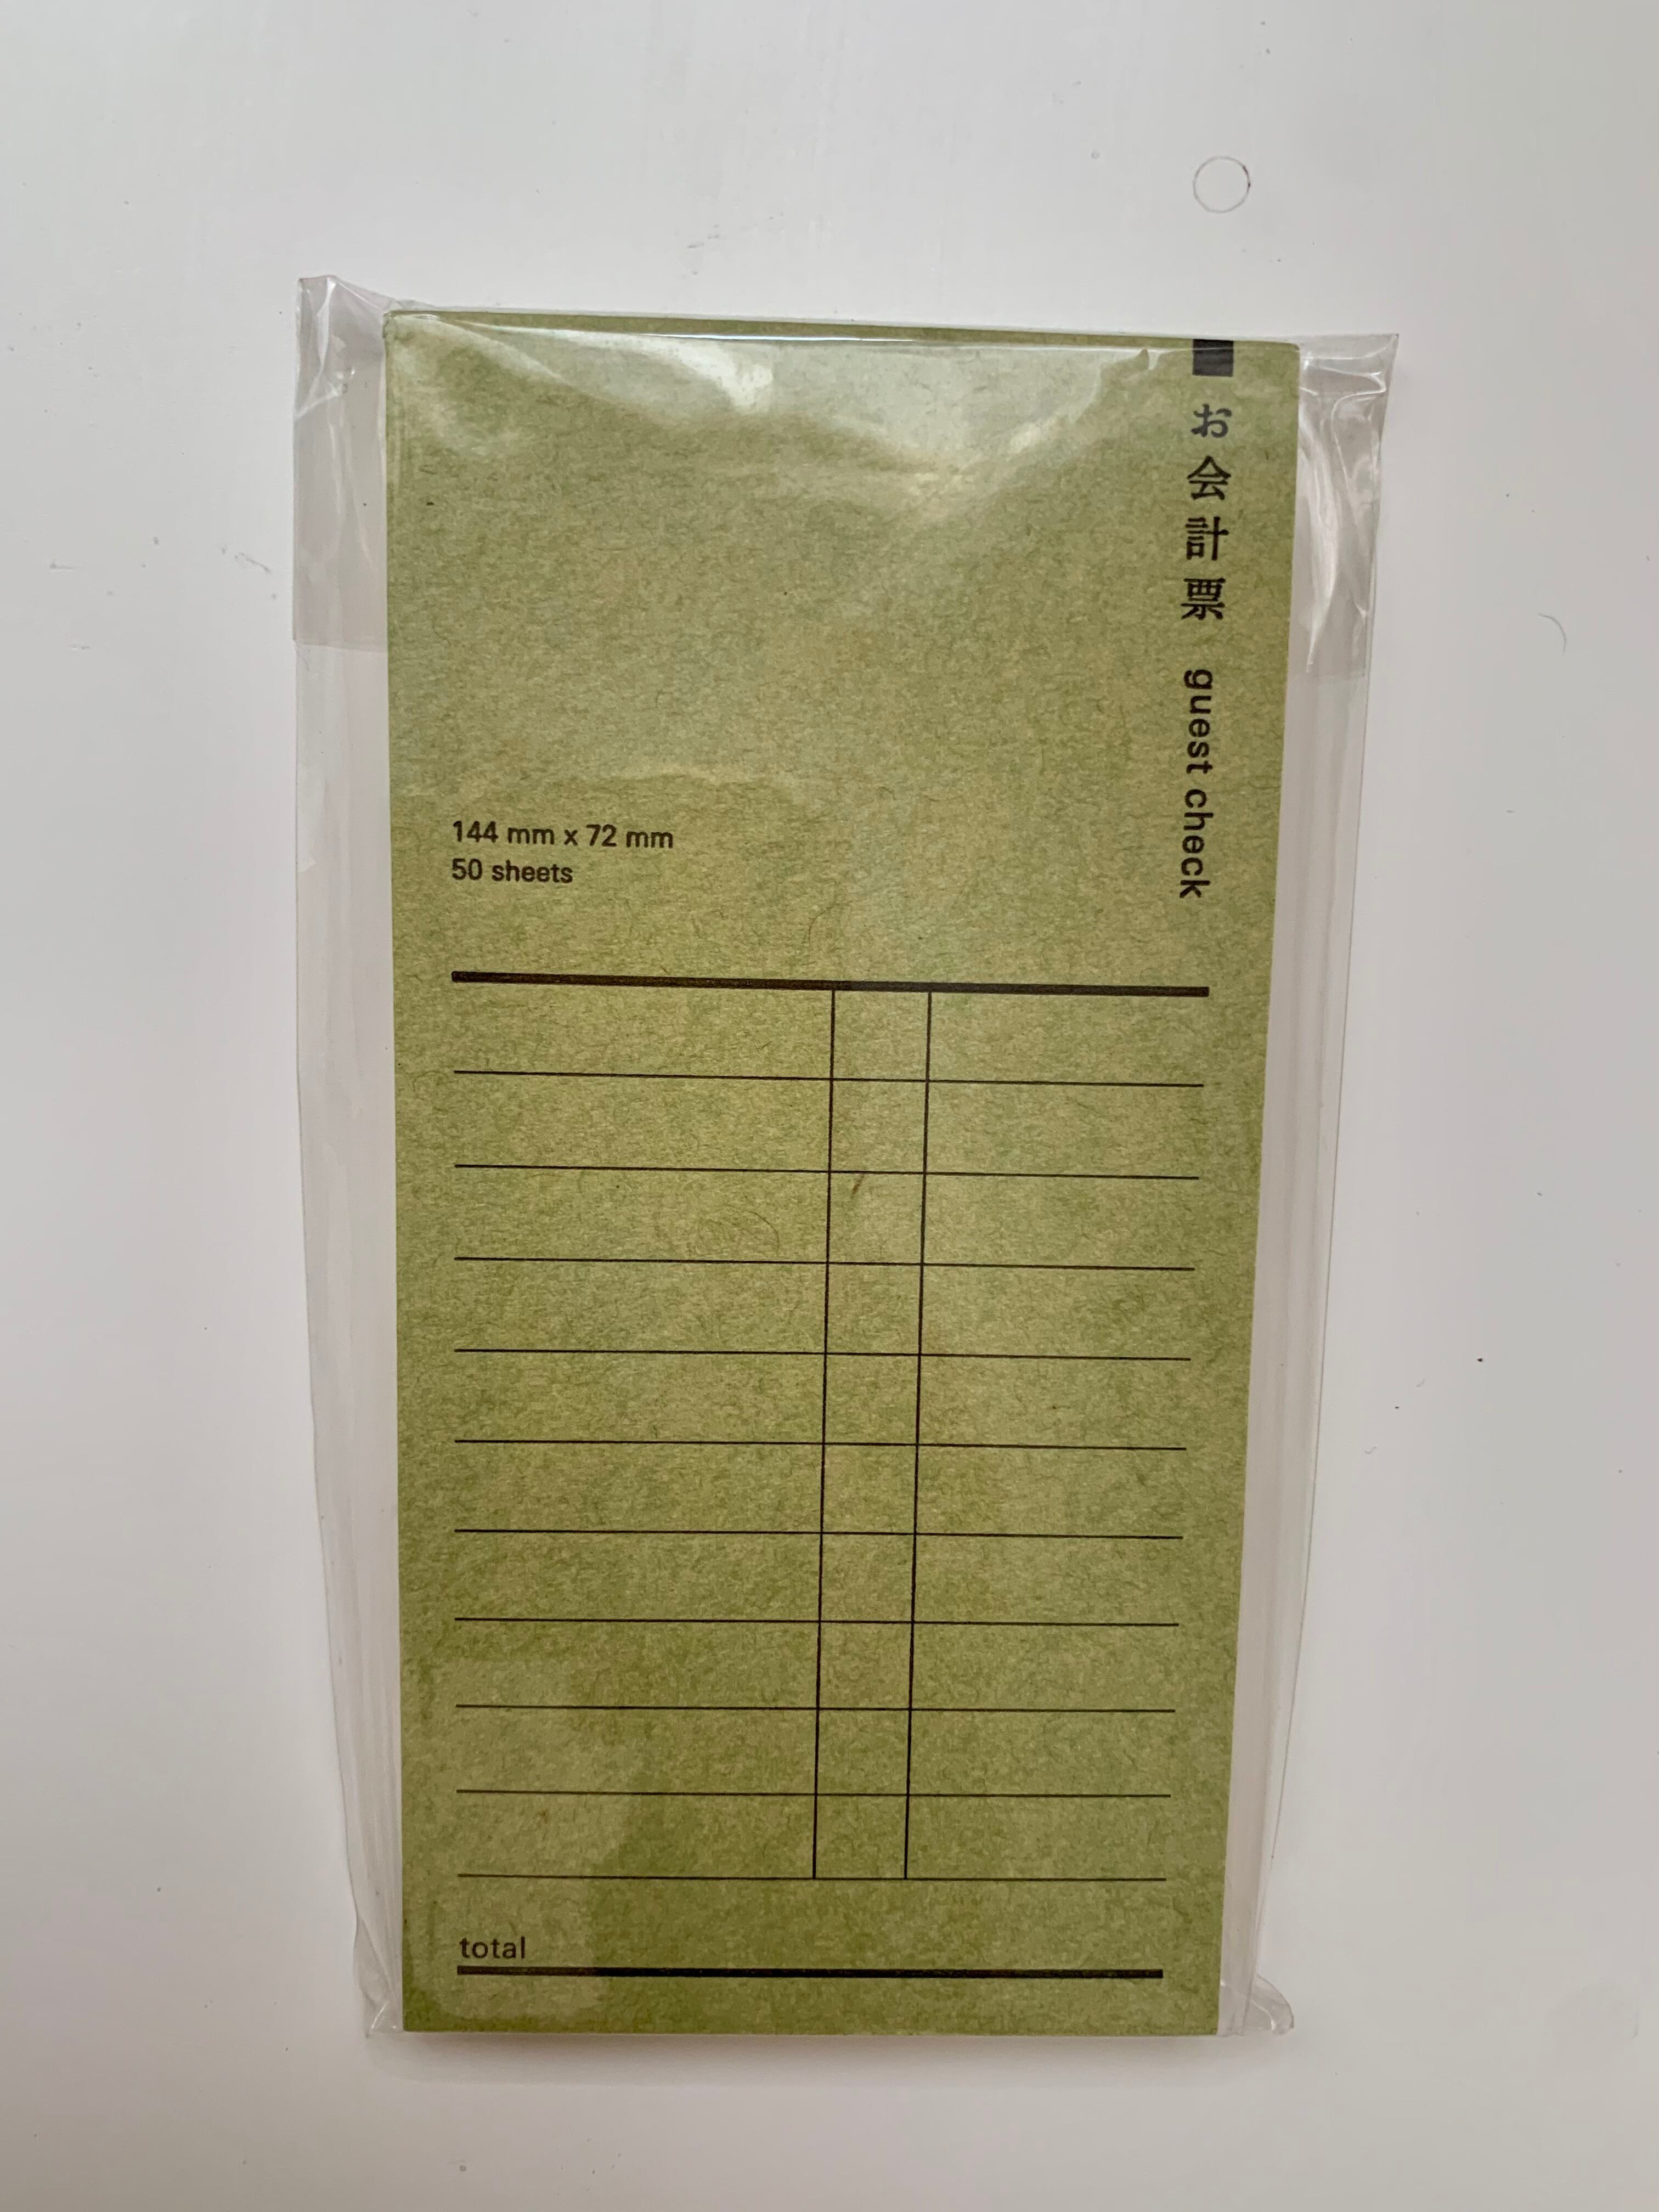 お会計票 guest check
144 mm x 72 mm
50 sheets
total